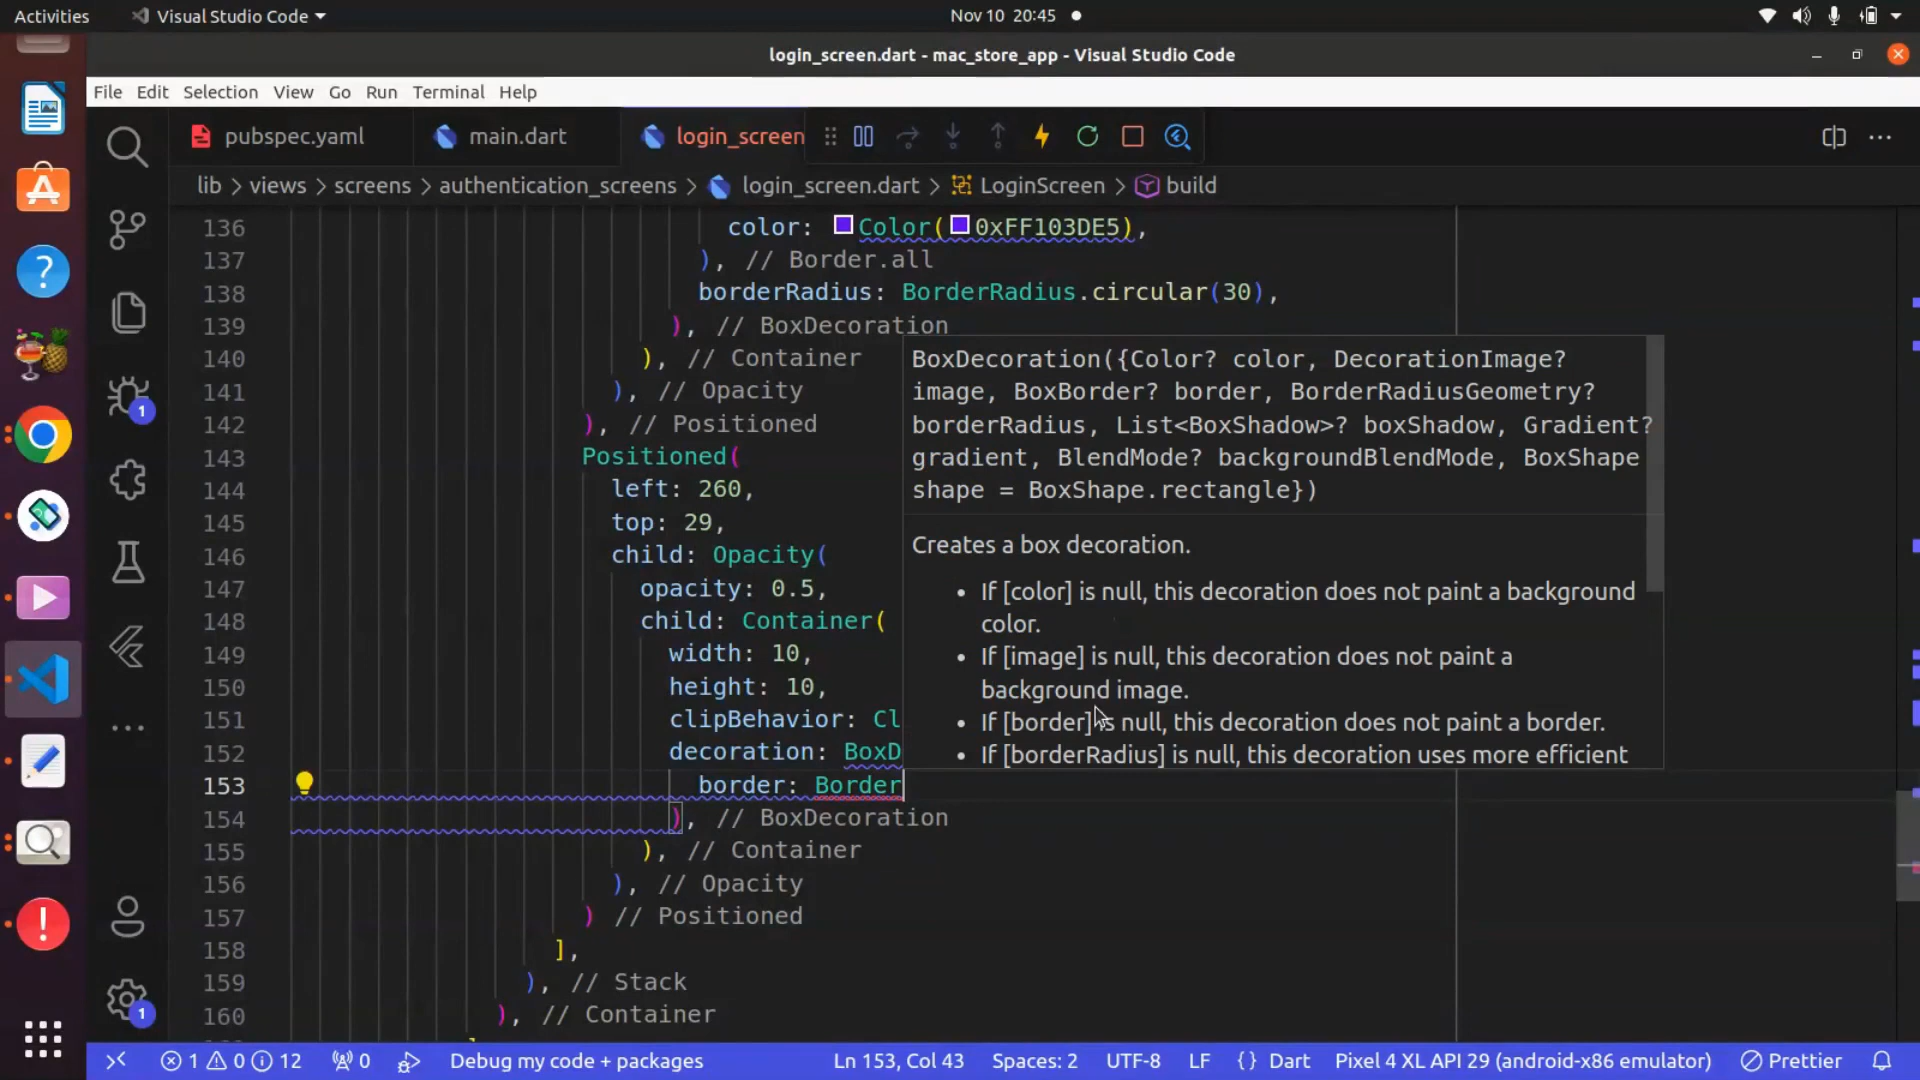 Activities
Visual Studio Code
Nov 10 20:45
login_screen.dart - mac_store_app - Visual Studio Code
File Edit Selection View Go Run Terminal Help
pubspec.yaml
main.dart
login_screen
lib > views > screens > authentication_screens > login_screen.dart > LoginScreen > build
136 color: Color(0xFF103DE5),
137 ), // Border.all
138 borderRadius: BorderRadius.circular(30),
139 ), // BoxDecoration
140 ), // Container
141 ), // Opacity
142 ), // Positioned
143 Positioned(
144 left: 260,
145 top: 29,
146 child: Opacity(
147 opacity: 0.5,
148 child: Container(
149 width: 10,
150 height: 10,
151 clipBehavior: Cl
152 decoration: BoxD
153 border: Border
154 ), // BoxDecoration
155 ), // Container
156 ), // Opacity
157 ) // Positioned
158 ],
159 ), // Stack
160 ), // Container
BoxDecoration({Color? color, DecorationImage?
image, BoxBorder? border, BorderRadiusGeometry?
borderRadius, List<BoxShadow>? boxShadow, Gradient?
gradient, BlendMode? backgroundBlendMode, BoxShape
shape = BoxShape.rectangle})
Creates a box decoration.
• If [color] is null, this decoration does not paint a background
color.
• If [image] is null, this decoration does not paint a
background image.
• If [border] is null, this decoration does not paint a border.
• If [borderRadius] is null, this decoration uses more efficient
1
1
1 0 12 0 Debug my code + packages Ln 153, Col 43 Spaces: 2 UTF-8 LF {} Dart Pixel 4 XL API 29 (android-x86 emulator) Prettier